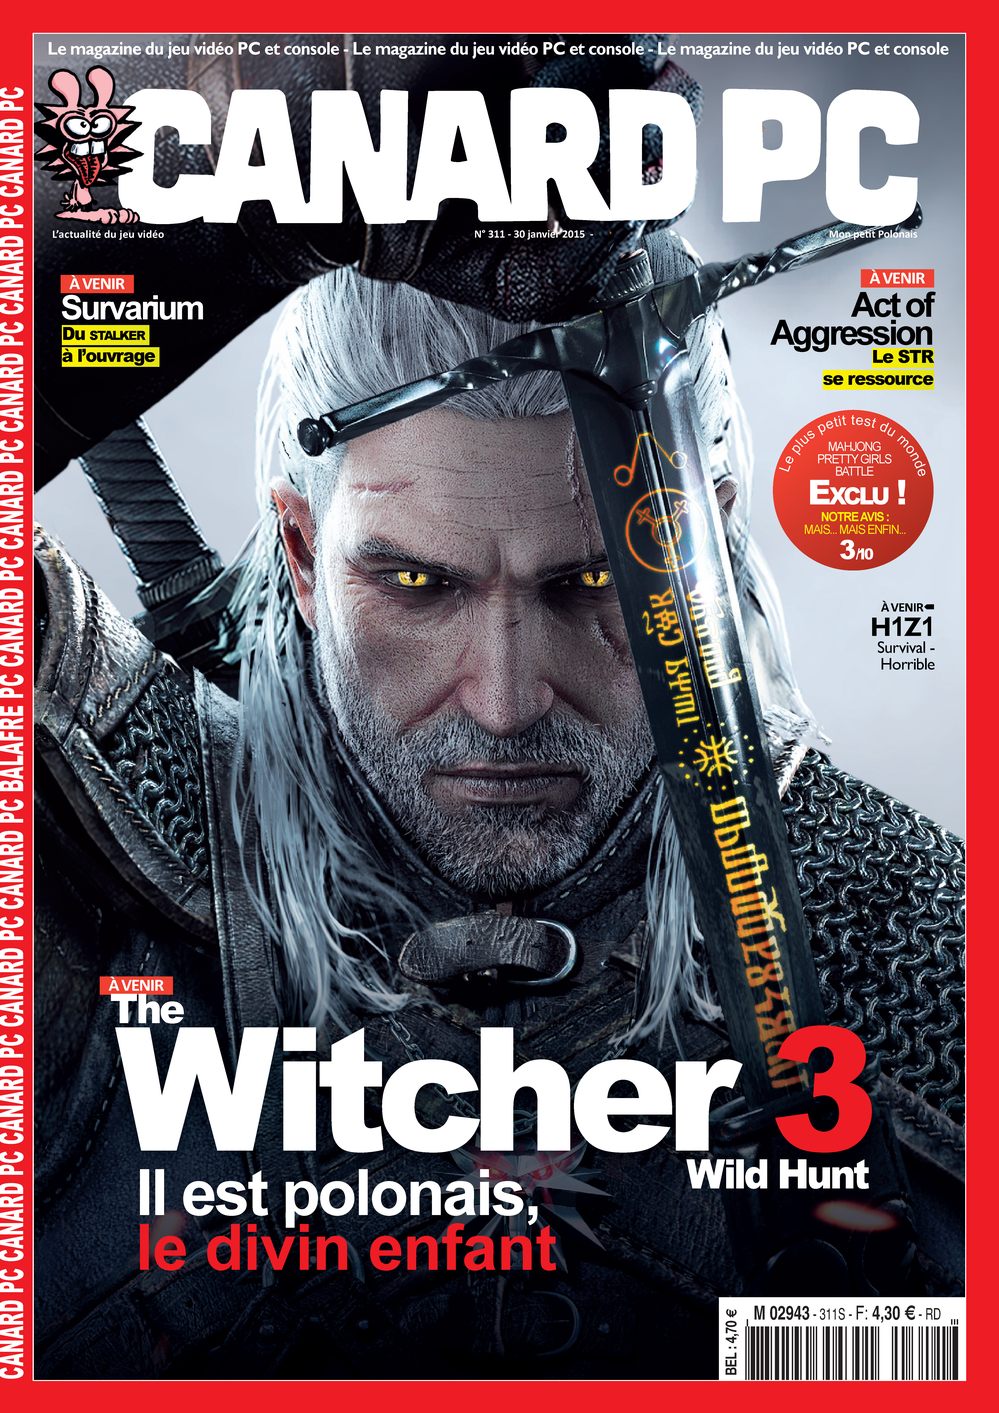 Le magazine du jeu vidéo PC et console - Le magazine du jeu vidéo PC et console - Le magazine du jeu vidéo PC et console
CANARD PC
L'actualité du jeu vidéo
N° 311 - 30 janvier 2015 -
Mon petit Polonais
CANARD PC CANARD PC CANARD PC CANARD PC CANARD PC BALAFRE PC CANARD PC CANARD PC CANARD PC CANARD PC CANARD PC
À VENIR
Survarium
Du STALKER
à l'ouvrage
À VENIR
Act of
Aggression
Le STR
se ressource
Le plus petit test du monde
MAHJONG
PRETTY GIRLS
BATTLE
EXCLU !
NOTRE AVIS :
MAIS... MAIS ENFIN...
3/10
À VENIR
H1Z1
Survival -
Horrible
À VENIR
The
Witcher 3
Wild Hunt
Il est polonais,
le divin enfant
BEL : 4,70 €
M 02943 - 311S - F: 4,30 € - RD